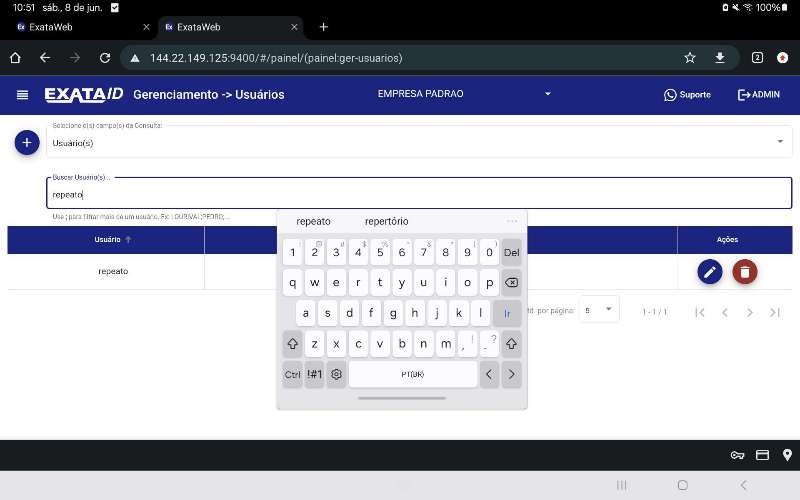 10:51 sáb., 8 de jun. 100%
Ex ExataWeb
Ex ExataWeb
144.22.149.125:9400/#/painel/(painel:ger-usuarios)
2
EXATA ID Gerenciamento -> Usuários EMPRESA PADRAO Suporte ADMIN
Selecione o(s) campo(s) da Consulta:
Usuário(s)
Buscar Usuário(s)...
repeato
Use ; para filtrar mais de um usuário. Ex: LOURIVAL;PEDRO;...
repeato repertório ...
Usuário Ações
repeato
1 2 3 4 5 6 7 8 9 0 Del
q w e r t y u i o p
a s d f g h j k l Ir
z x c v b n m , ! . ?
Ctrl !#1 PT(BR)
td. por página: 5 1 - 1 / 1